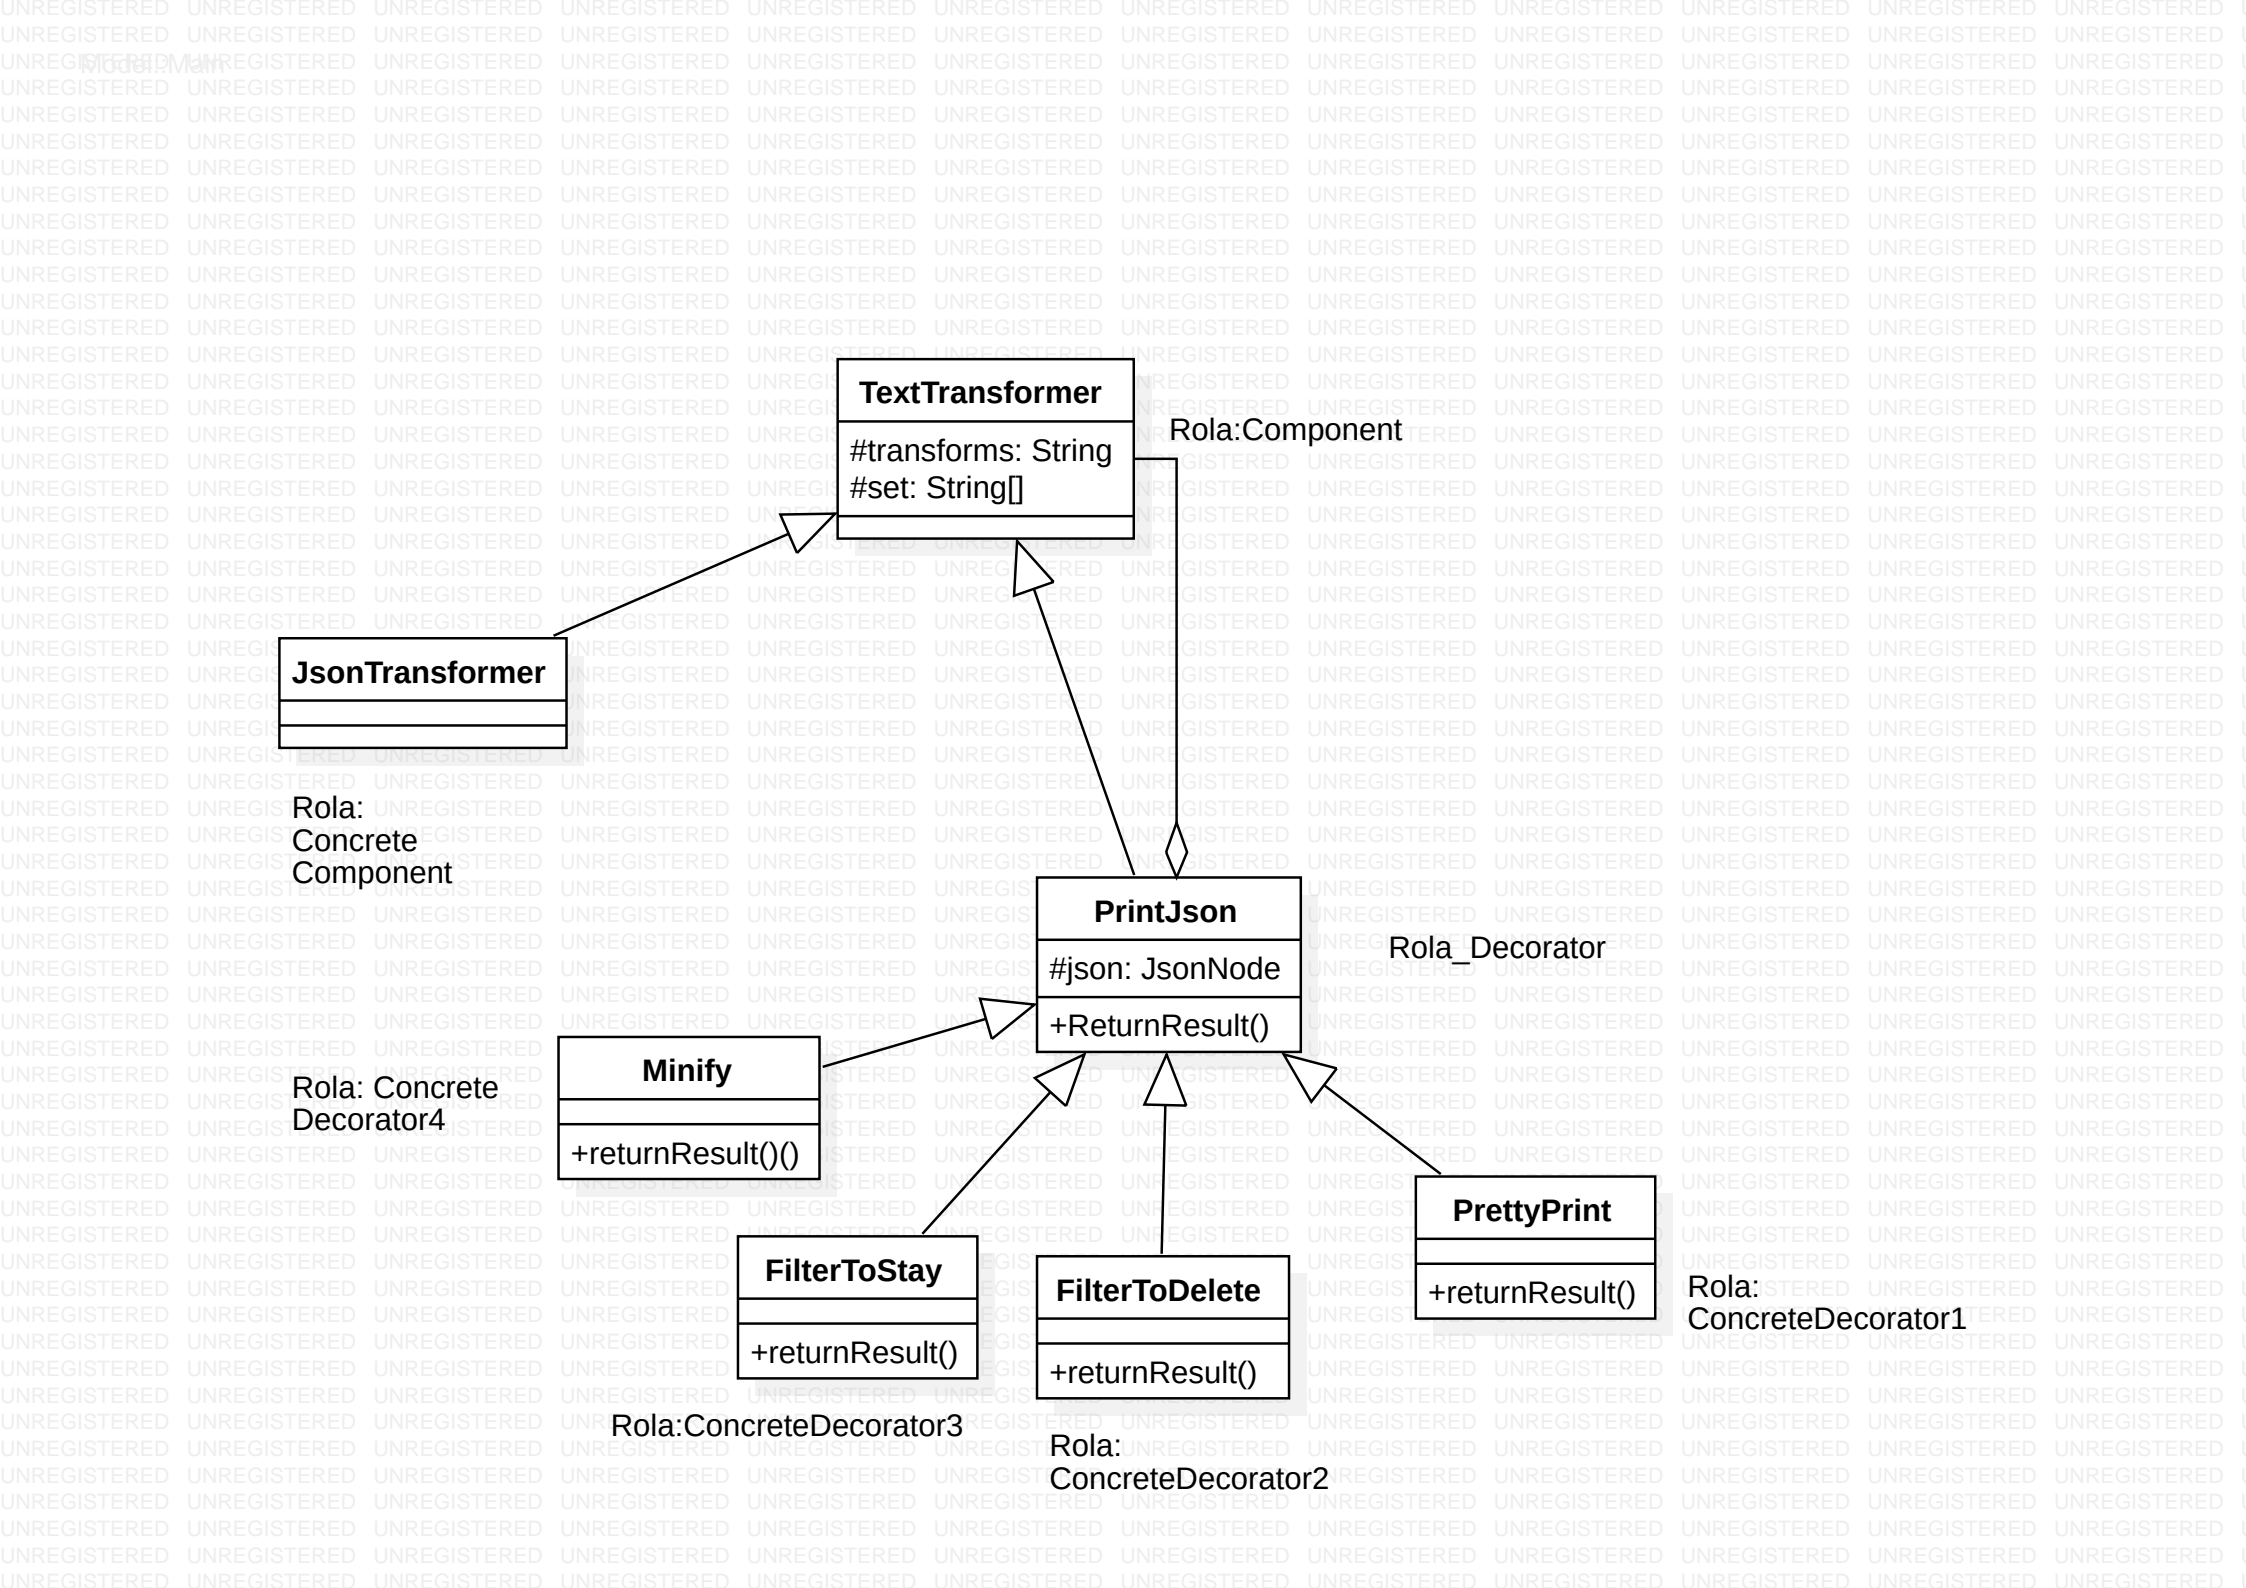 Model::Main
TextTransformer
#transforms: String
#set: String[]
Rola:Component
JsonTransformer
Rola:
Concrete
Component
PrintJson
#json: JsonNode
+ReturnResult()
Rola_Decorator
Minify
+returnResult()()
Rola: Concrete
Decorator4
FilterToStay
+returnResult()
Rola:ConcreteDecorator3
FilterToDelete
+returnResult()
Rola:
ConcreteDecorator2
PrettyPrint
+returnResult()
Rola:
ConcreteDecorator1
UNREGISTERED